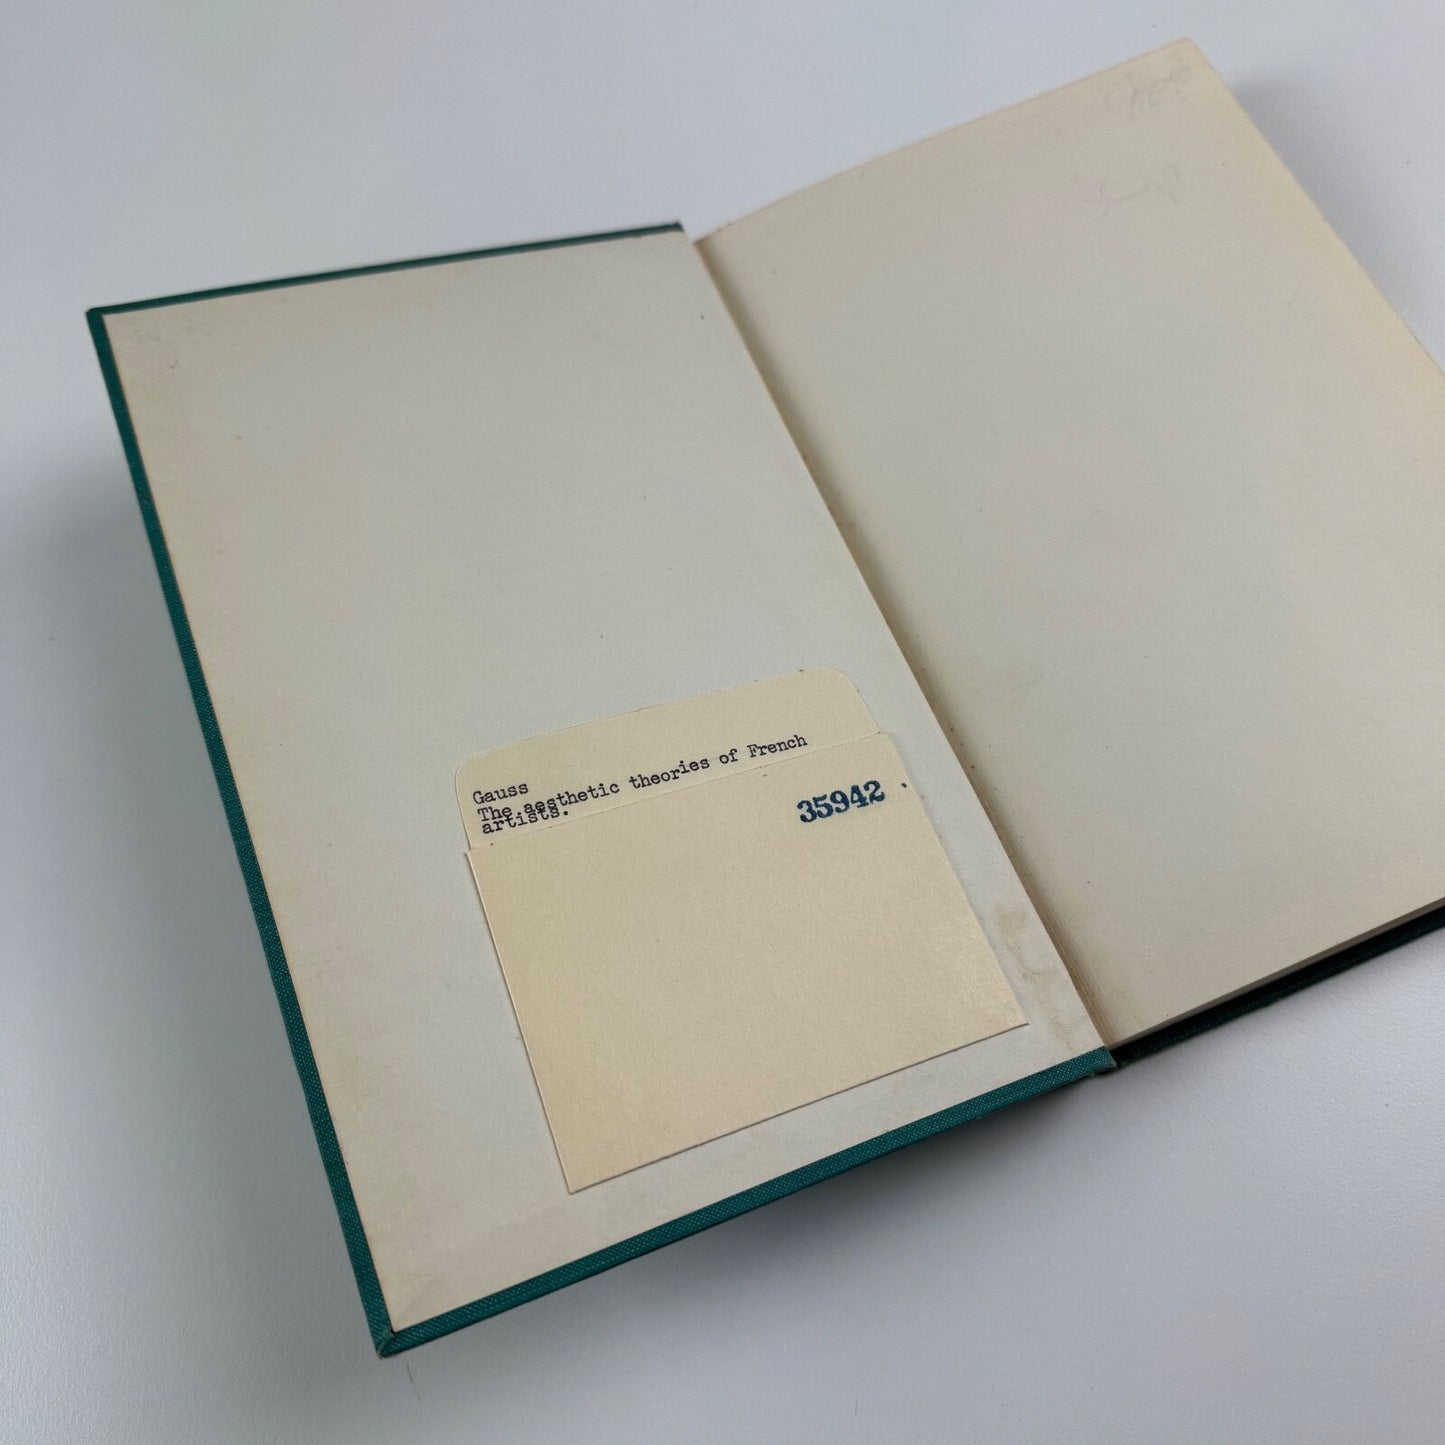 Gauss
The aesthetic theories of French
artists.
35942